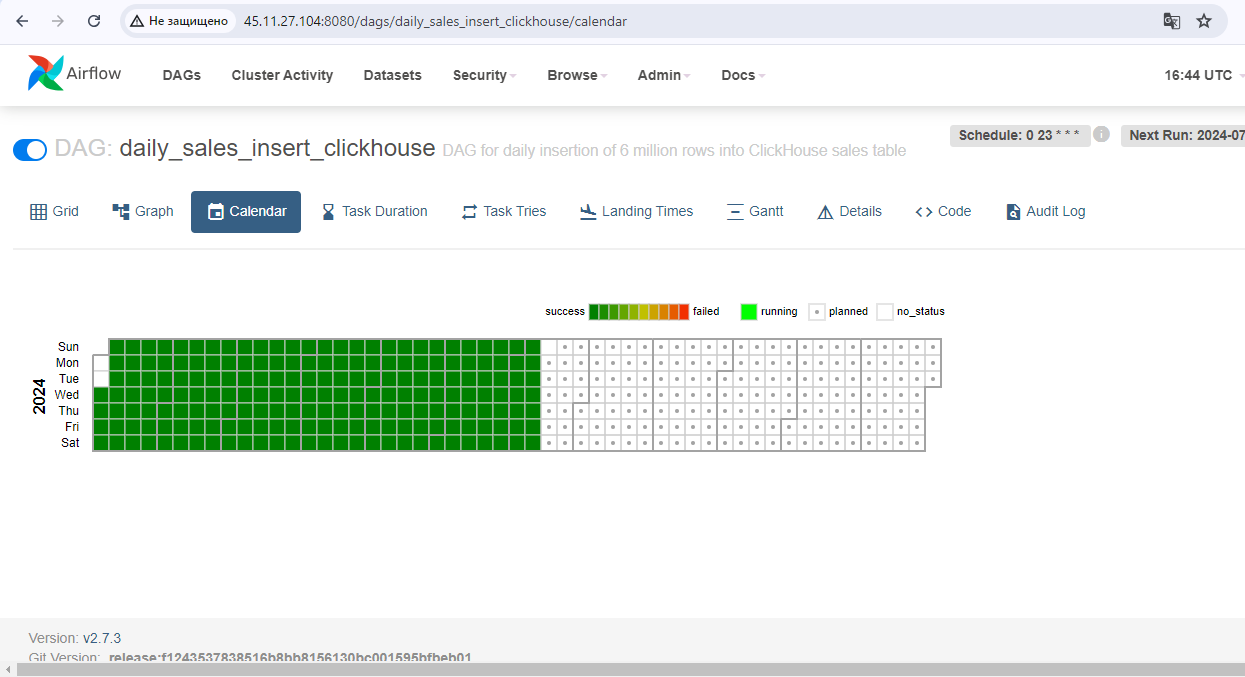 Не защищено 45.11.27.104:8080/dags/daily_sales_insert_clickhouse/calendar
Airflow DAGs Cluster Activity Datasets Security Browse Admin Docs 16:44 UTC
DAG: daily_sales_insert_clickhouse DAG for daily insertion of 6 million rows into ClickHouse sales table Schedule: 0 23 * * * i Next Run: 2024-07
Grid Graph Calendar Task Duration Task Tries Landing Times Gantt Details Code Audit Log
success failed running planned no_status
2024
Sun
Mon
Tue
Wed
Thu
Fri
Sat
Version: v2.7.3
Git Version: .release:f1243537838516b8bb8156130bc001595bfbeb01